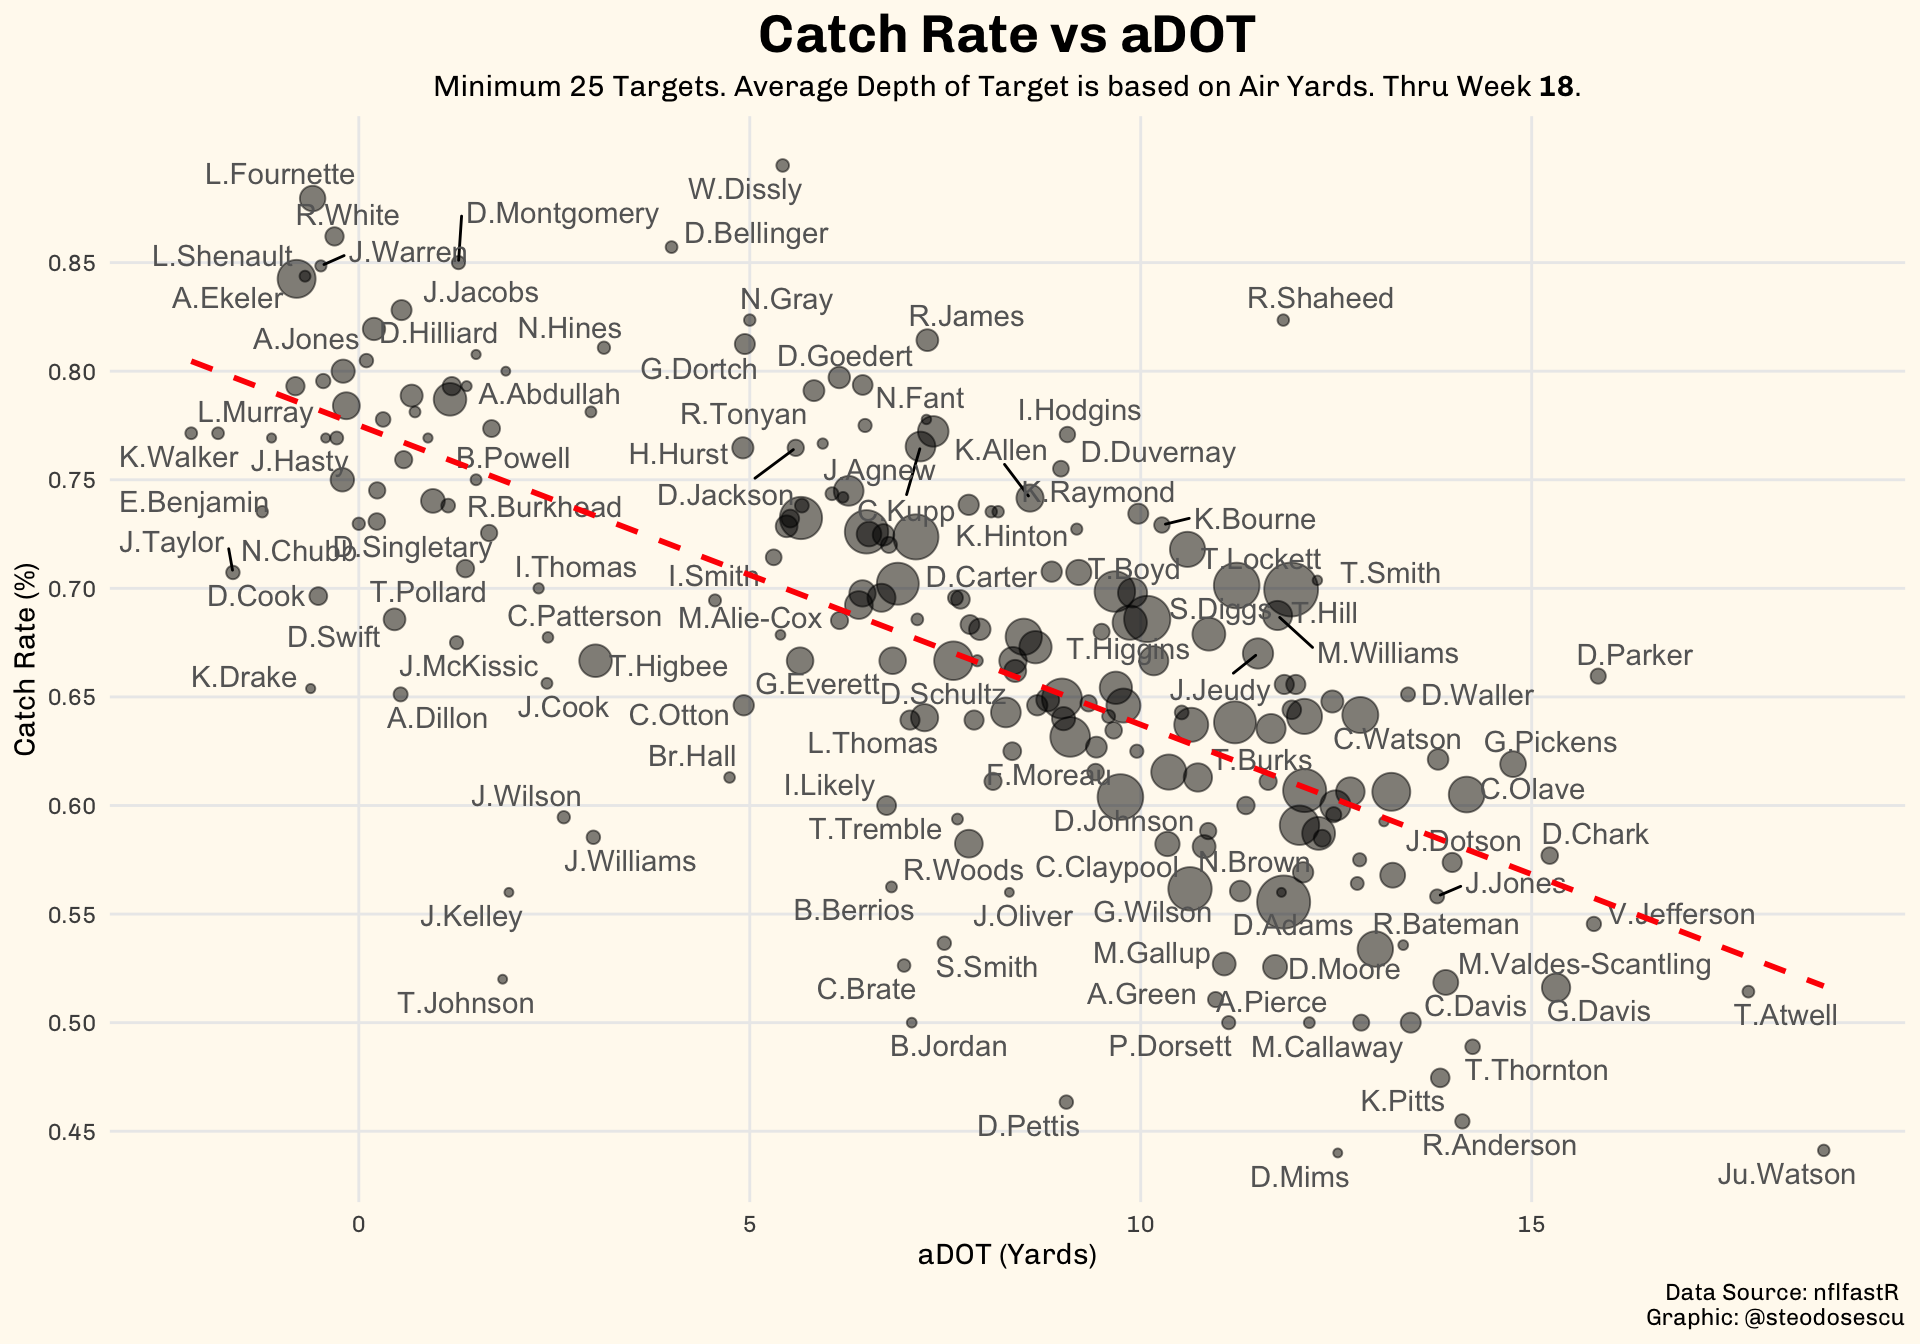 Catch Rate vs aDOT
Minimum 25 Targets. Average Depth of Target is based on Air Yards. Thru Week 18.
L.Fournette
W.Dissly
R.White
D.Montgomery
D.Bellinger
L.Shenault
J.Warren
0.85
A.Ekeler
J.Jacobs
N.Gray
R.Shaheed
A.Jones
D.Hilliard
N.Hines
R.James
D.Goedert
0.80
G.Dortch
A.Abdullah
N.Fant
L.Murray
R.Tonyan
I.Hodgins
K.Walker
J.Hasty
B.Powell
H.Hurst
J.Agnew
K.Allen
D.Duvernay
0.75
E.Benjamin
R.Burkhead
D.Jackson
C.Kupp
K.Raymond
K.Bourne
J.Taylor
N.Chubb
D.Singletary
K.Hinton
T.Lockett
I.Thomas
I.Smith
D.Carter
T.Boyd
T.Smith
0.70
D.Cook
T.Pollard
C.Patterson
M.Alie-Cox
S.Diggs
T.Hill
D.Swift
J.McKissic
T.Higbee
T.Higgins
M.Williams
D.Parker
K.Drake
G.Everett
D.Schultz
J.Jeudy
D.Waller
0.65
A.Dillon
J.Cook
C.Otton
L.Thomas
C.Watson
G.Pickens
Br.Hall
F.Moreau
T.Burks
I.Likely
C.Olave
0.60
J.Wilson
T.Tremble
D.Johnson
J.Dotson
D.Chark
J.Williams
R.Woods
C.Claypool
N.Brown
J.Jones
0.55
J.Kelley
B.Berrios
J.Oliver
G.Wilson
D.Adams
R.Bateman
V.Jefferson
S.Smith
M.Gallup
D.Moore
M.Valdes-Scantling
T.Johnson
C.Brate
A.Green
A.Pierce
C.Davis
G.Davis
T.Atwell
0.50
B.Jordan
P.Dorsett
M.Callaway
T.Thornton
K.Pitts
D.Pettis
0.45
R.Anderson
D.Mims
Ju.Watson
Catch Rate (%)
0
5
10
15
aDOT (Yards)
Data Source: nflfastR
Graphic: @steodosescu